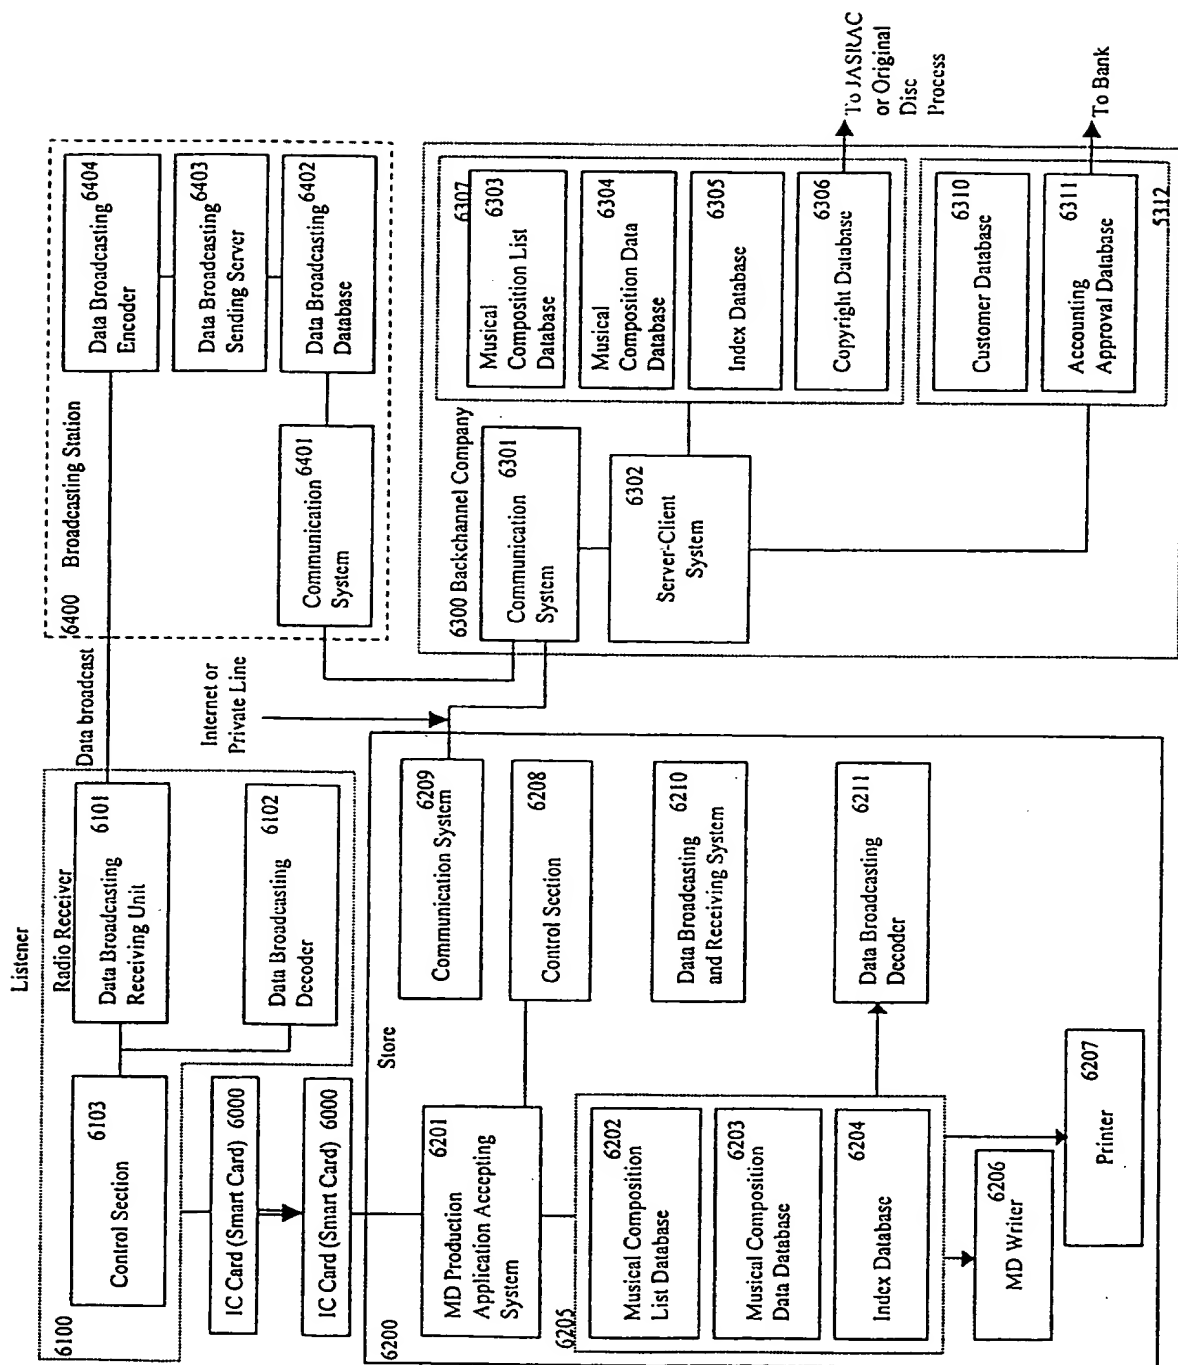 Listener
6100
Radio Receiver
6103
Control Section
6101
Data Broadcasting
Receiving Unit
6102
Data Broadcasting
Decoder
Data broadcast
6400 Broadcasting Station
6404
Data Broadcasting
Encoder
6403
Data Broadcasting
Sending Server
6402
Data Broadcasting
Database
6401
Communication
System
Internet or
Private Line
IC Card (Smart Card) 6000
IC Card (Smart Card) 6000
6200
Store
6201
MD Production
Application Accepting
System
6209
Communication System
6208
Control Section
6210
Data Broadcasting
and Receiving System
6211
Data Broadcasting
Decoder
6205
6202
Musical Composition
List Database
6203
Musical Composition
Data Database
6204
Index Database
6206
MD Writer
6207
Printer
6300 Backchannel Company
6301
Communication
System
6302
Server-Client
System
6307
6303
Musical
Composition List
Database
6304
Musical
Composition Data
Database
6305
Index Database
6306
Copyright Database
To JASRAC
or Original
Disc
Process
6310
Customer Database
6311
Accounting
Approval Database
5312
To Bank